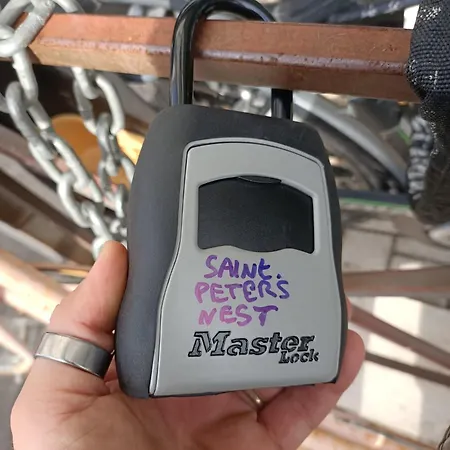 SAINT.
PETER'S
NEST
Master
Lock